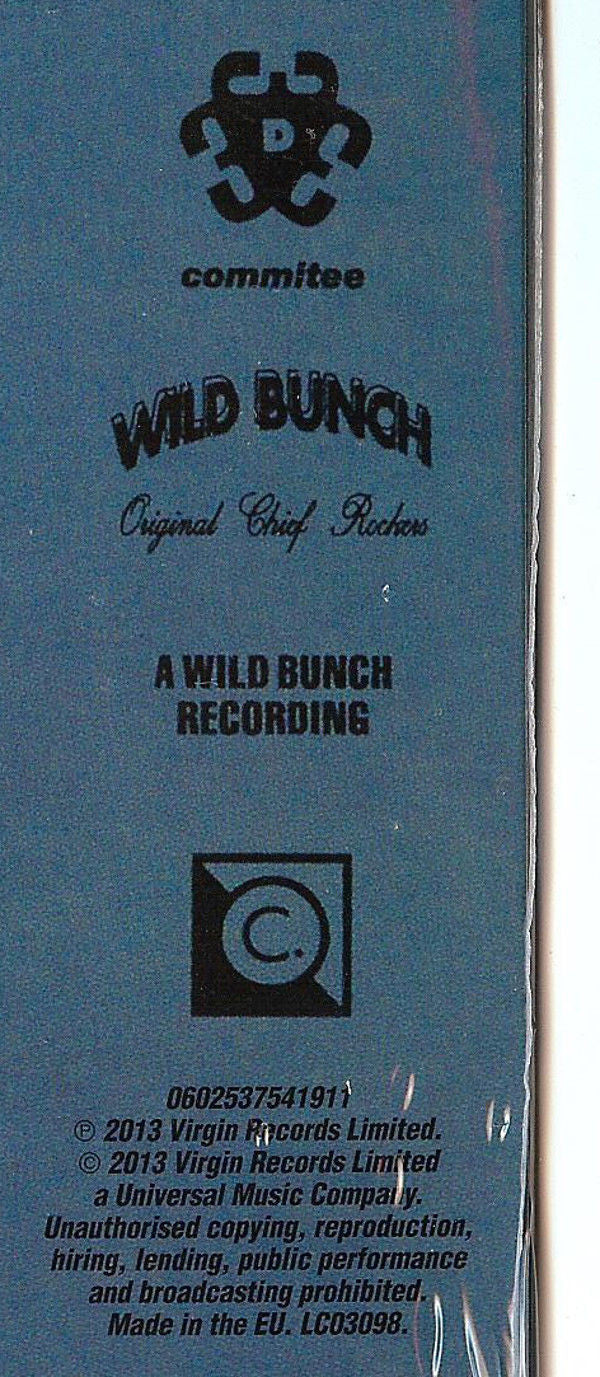 D
commitee
WILD BUNCH
Original Chief Rockers
A WILD BUNCH
RECORDING
C.
0602537541911
℗ 2013 Virgin Records Limited.
© 2013 Virgin Records Limited
a Universal Music Company.
Unauthorised copying, reproduction,
hiring, lending, public performance
and broadcasting prohibited.
Made in the EU. LC03098.